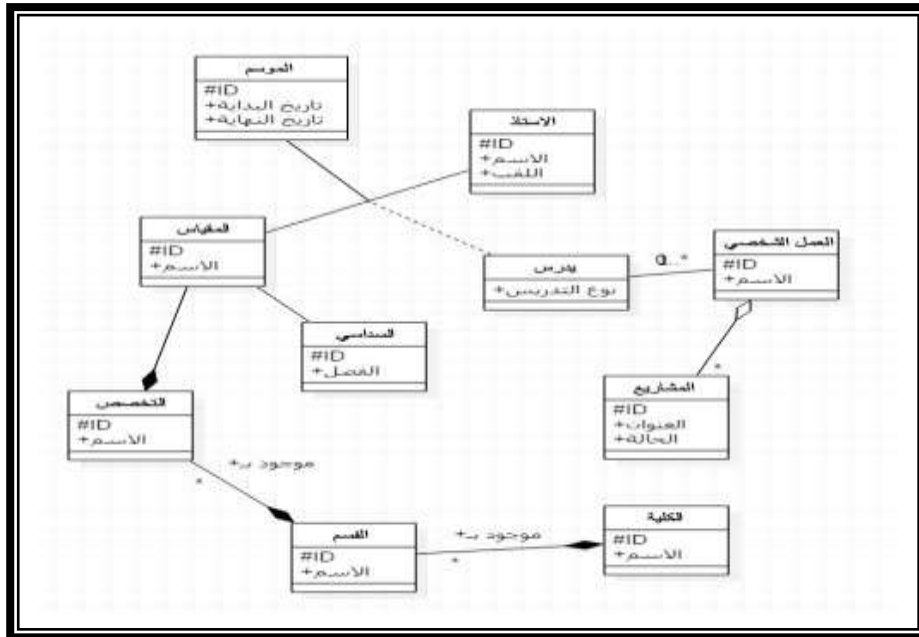 الموسم
#ID
+تاريخ البداية
+تاريخ النهاية
الاستاذ
#ID
+الاسم
+اللقب
المقياس
#ID
+الاسم
يدرس
+نوع التدريس
0..*
العمل الشخصي
#ID
+الاسم
السداسي
#ID
+الفصل
*
المشاريع
#ID
+العنوان
+الحالة
التخصص
#ID
+الاسم
+موجود بـ
*
القسم
#ID
+الاسم
+موجود بـ
*
الكلية
#ID
+الاسم